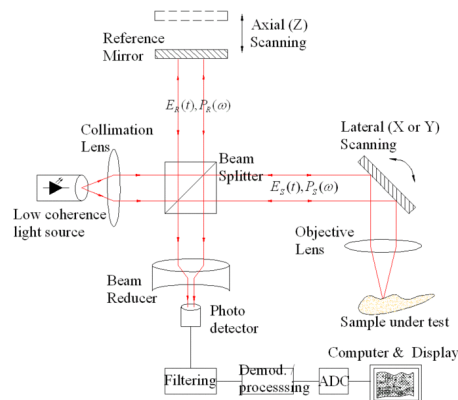 Reference
Mirror
Axial (Z)
Scanning
E_R(t), P_R(ω)
Collimation
Lens
Lateral (X or Y)
Scanning
Beam
Splitter
E_S(t), P_S(ω)
Low coherence
light source
Objective
Lens
Beam
Reducer
Photo
detector
Sample under test
Computer & Display
Filtering
Demod. /
processsing
ADC